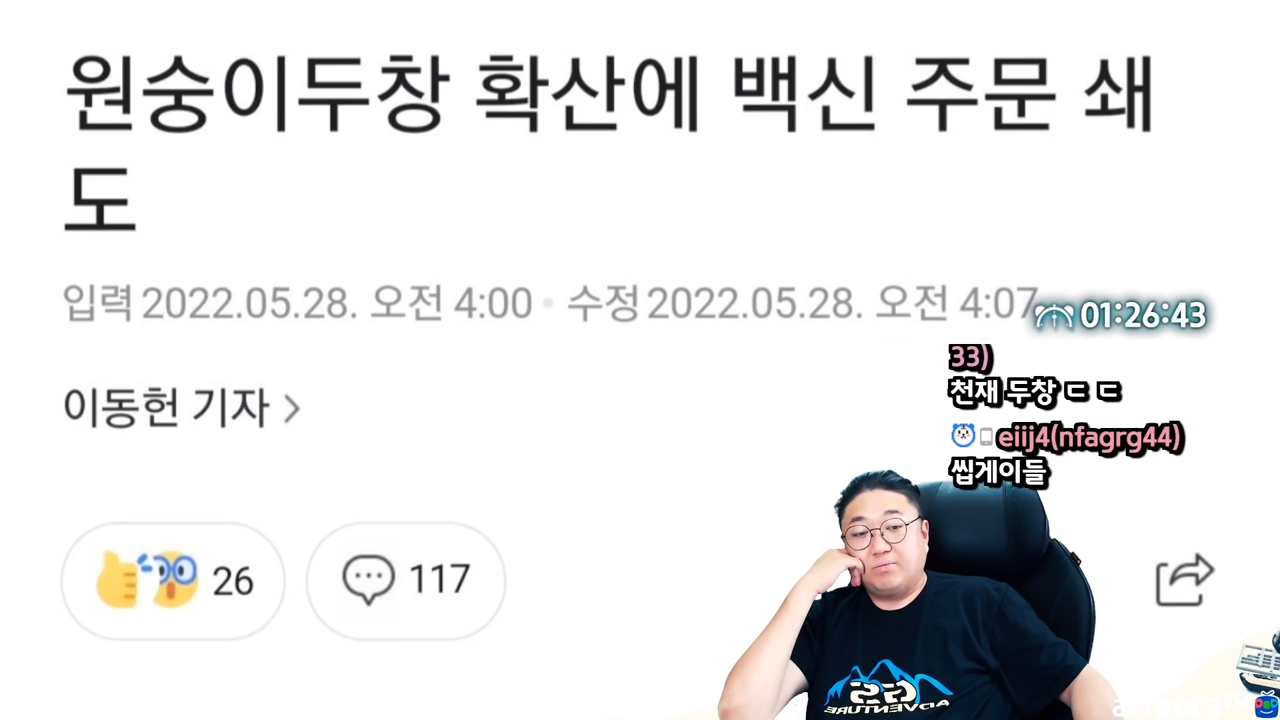 원숭이두창 확산에 백신 주문 쇄
도
입력 2022.05.28. 오전 4:00 · 수정 2022.05.28. 오전 4:07
01:26:43
이동헌 기자 >
33)
천재 두창 ㄷ ㄷ
eiij4(nfagrg44)
씹게이들
26
117
GS
ADVENTURE